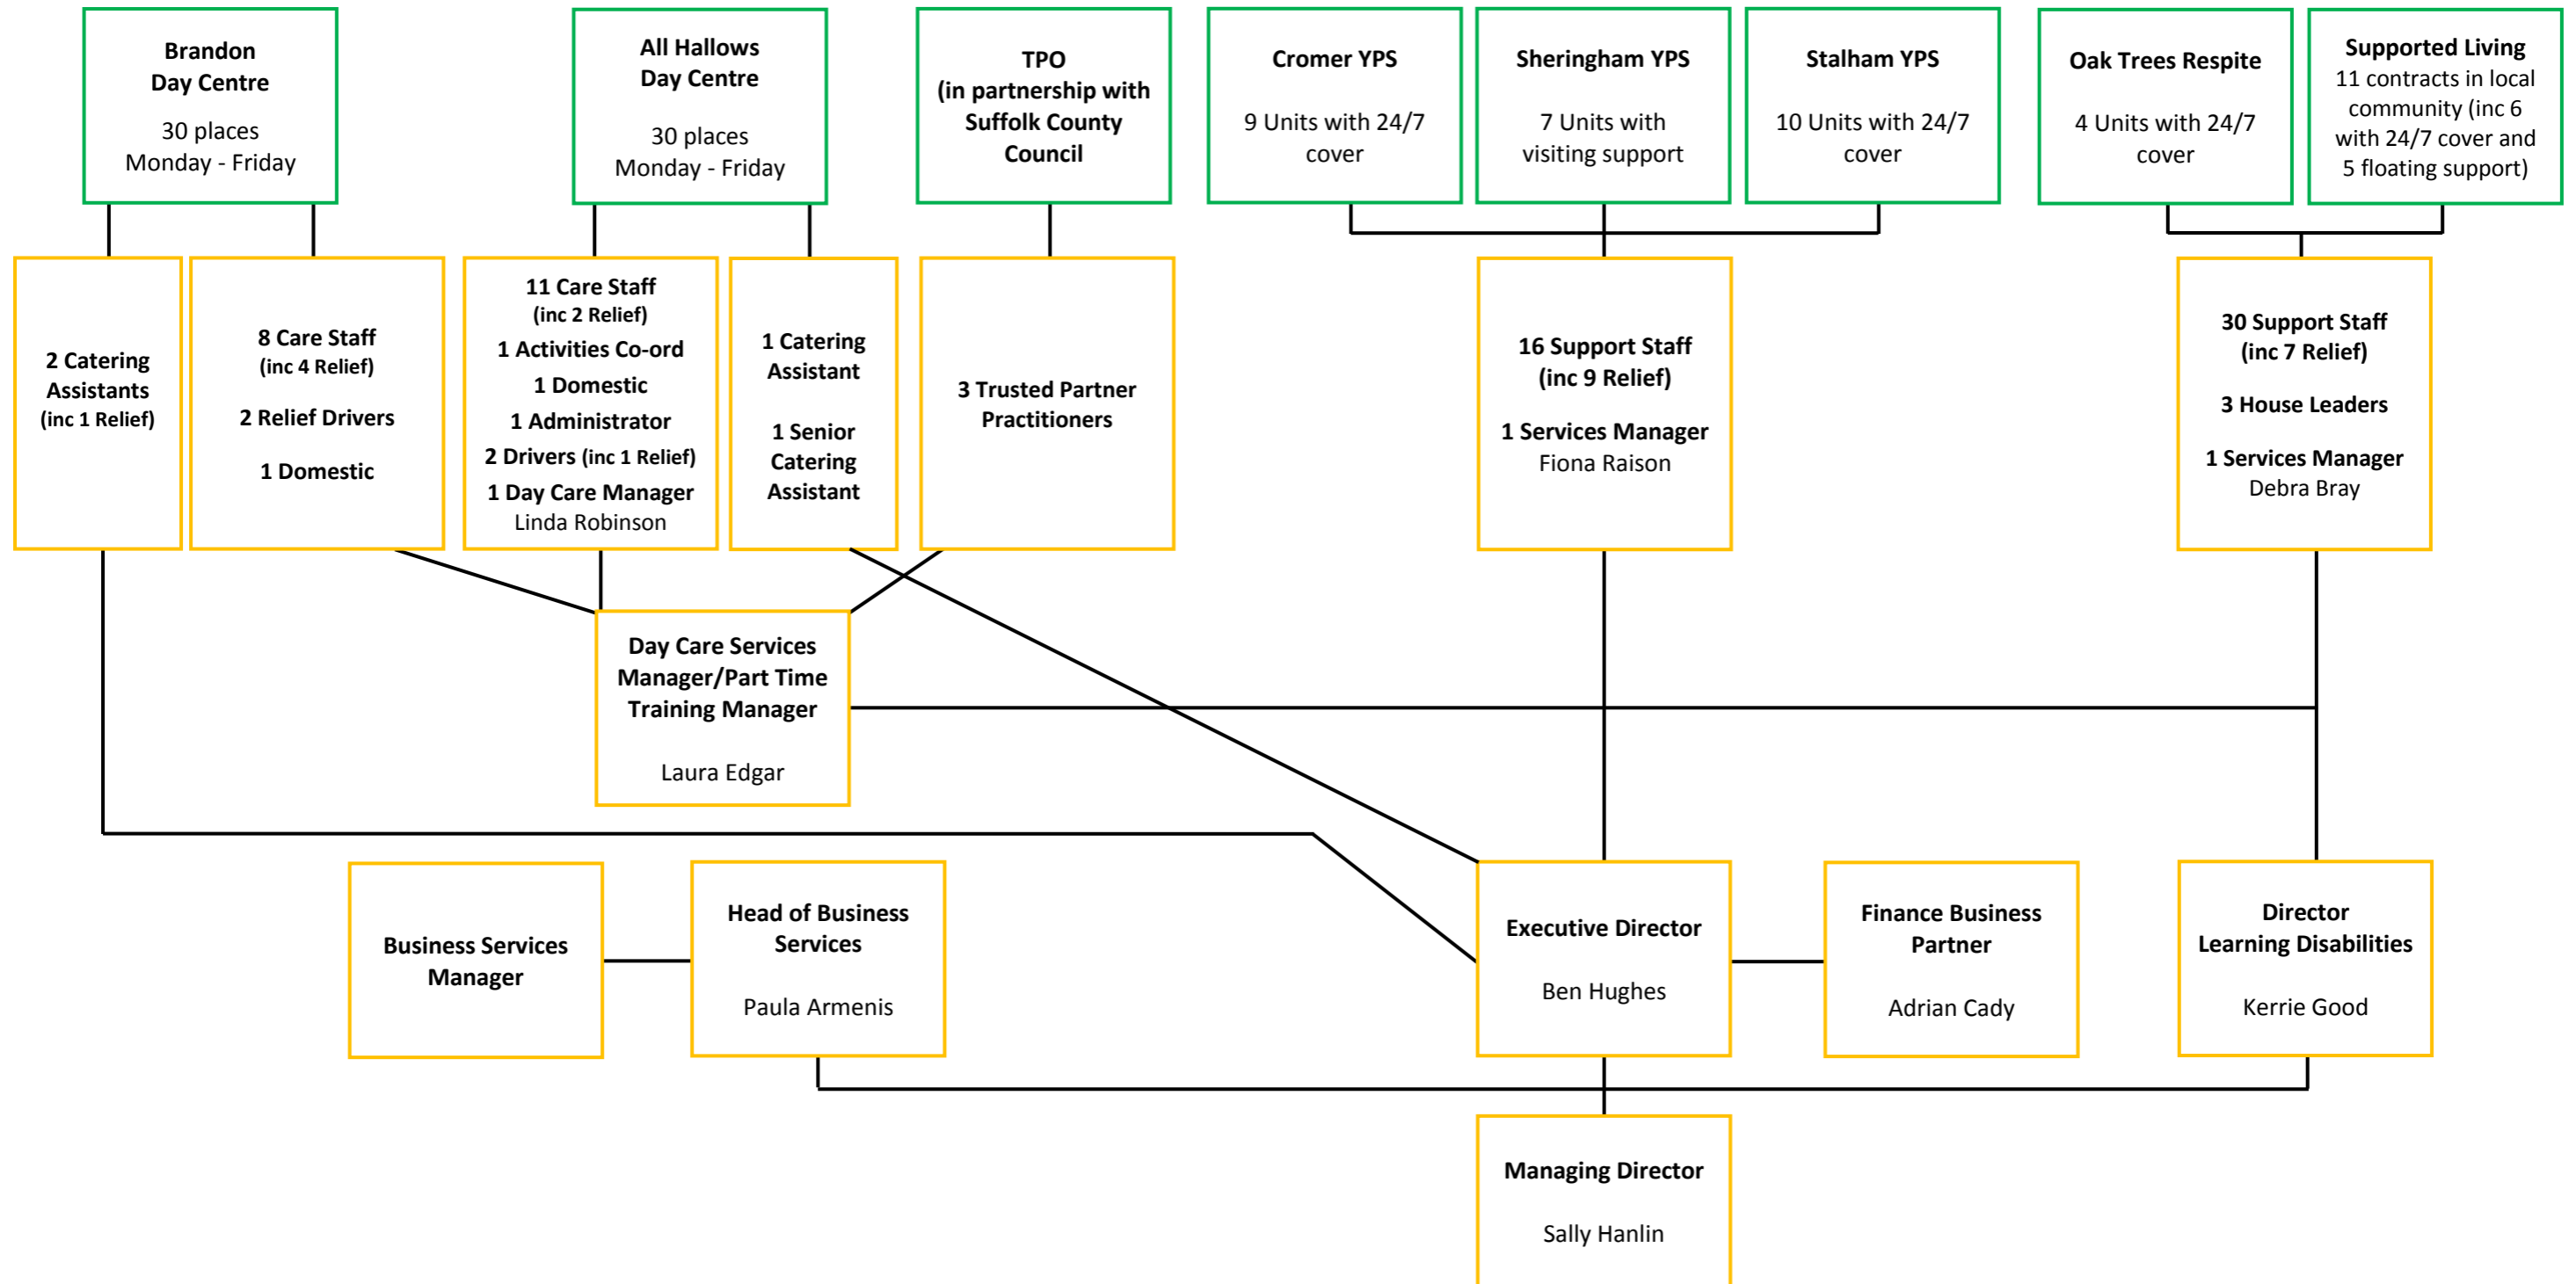 Brandon
Day Centre
30 places
Monday - Friday
All Hallows
Day Centre
30 places
Monday - Friday
TPO
(in partnership with
Suffolk County
Council
Cromer YPS
9 Units with 24/7
cover
Sheringham YPS
7 Units with
visiting support
Stalham YPS
10 Units with 24/7
cover
Oak Trees Respite
4 Units with 24/7
cover
Supported Living
11 contracts in local
community (inc 6
with 24/7 cover and
5 floating support)
2 Catering
Assistants
(inc 1 Relief)
8 Care Staff
(inc 4 Relief)
2 Relief Drivers
1 Domestic
11 Care Staff
(inc 2 Relief)
1 Activities Co-ord
1 Domestic
1 Administrator
2 Drivers (inc 1 Relief)
1 Day Care Manager
Linda Robinson
1 Catering
Assistant
1 Senior
Catering
Assistant
3 Trusted Partner
Practitioners
16 Support Staff
(inc 9 Relief)
1 Services Manager
Fiona Raison
30 Support Staff
(inc 7 Relief)
3 House Leaders
1 Services Manager
Debra Bray
Day Care Services
Manager/Part Time
Training Manager
Laura Edgar
Business Services
Manager
Head of Business
Services
Paula Armenis
Executive Director
Ben Hughes
Finance Business
Partner
Adrian Cady
Director
Learning Disabilities
Kerrie Good
Managing Director
Sally Hanlin